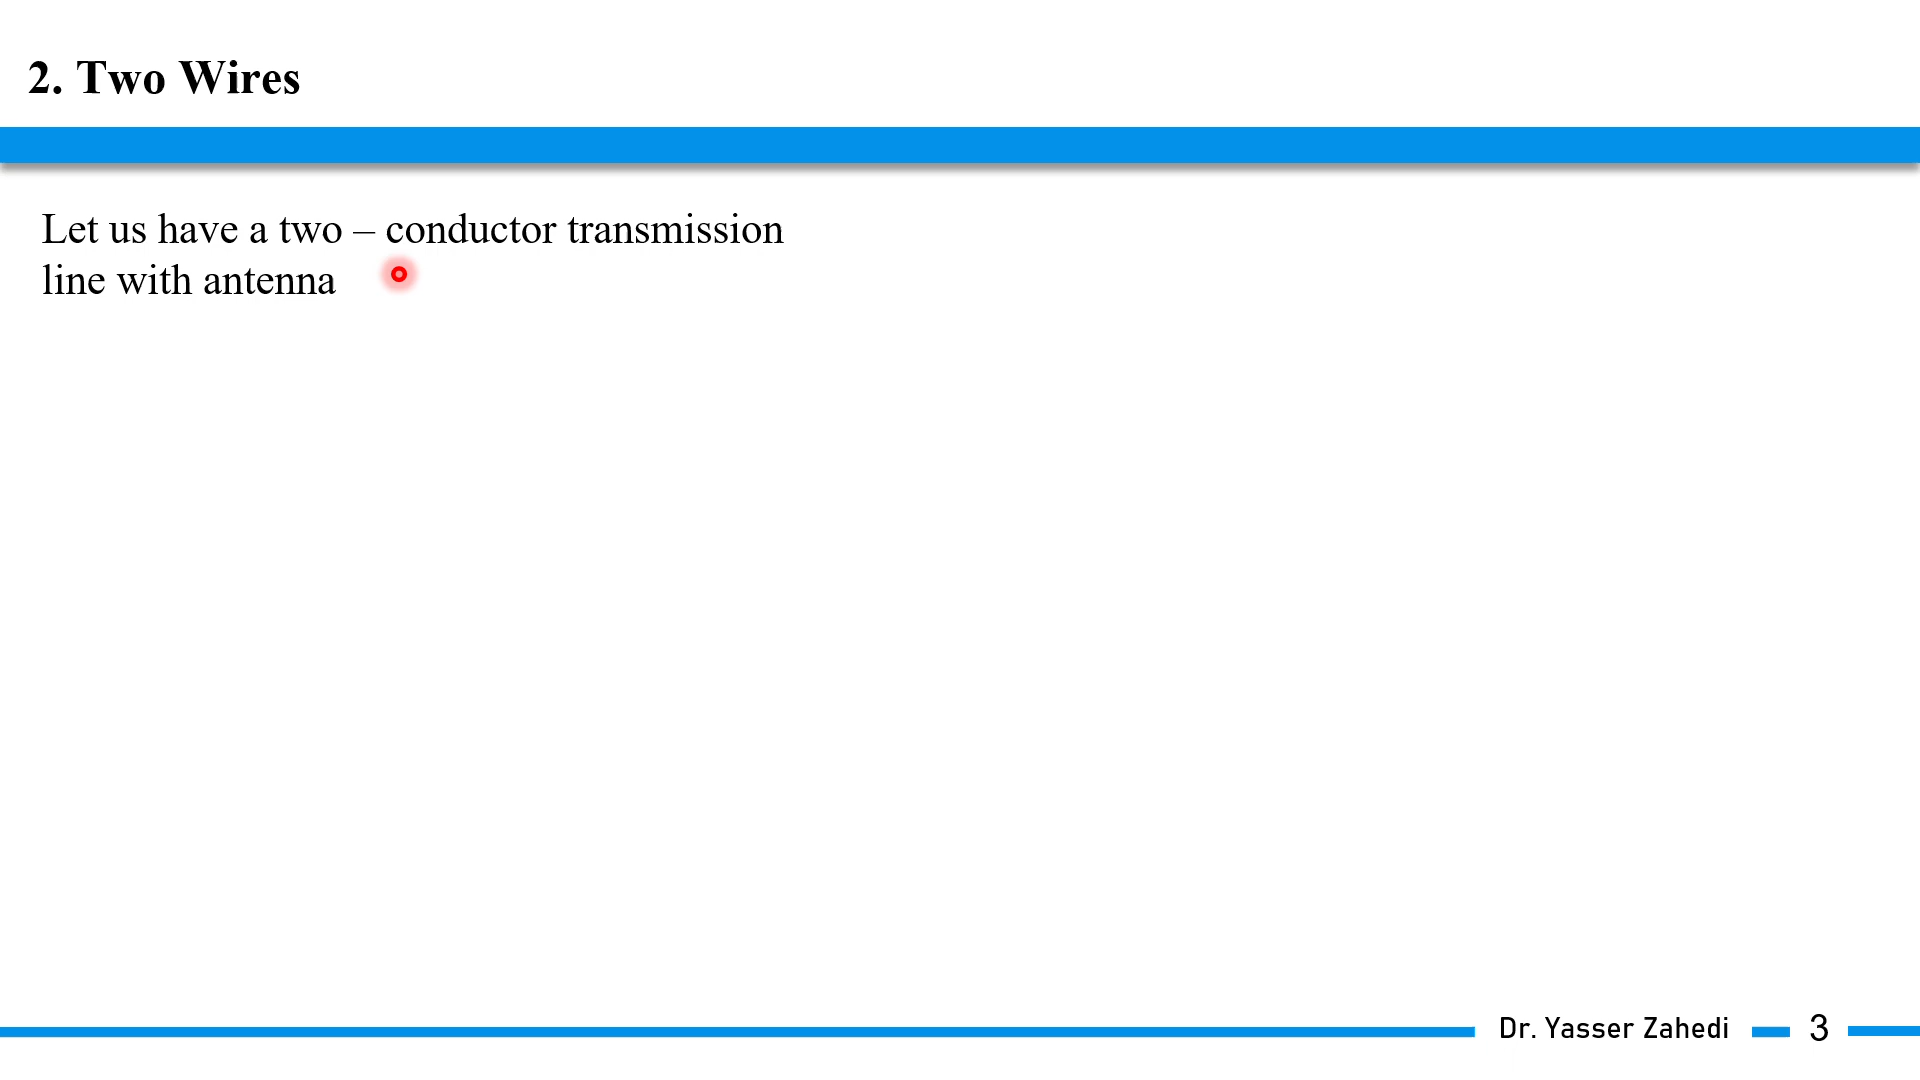 2. Two Wires
Let us have a two – conductor transmission
line with antenna
Dr. Yasser Zahedi
3